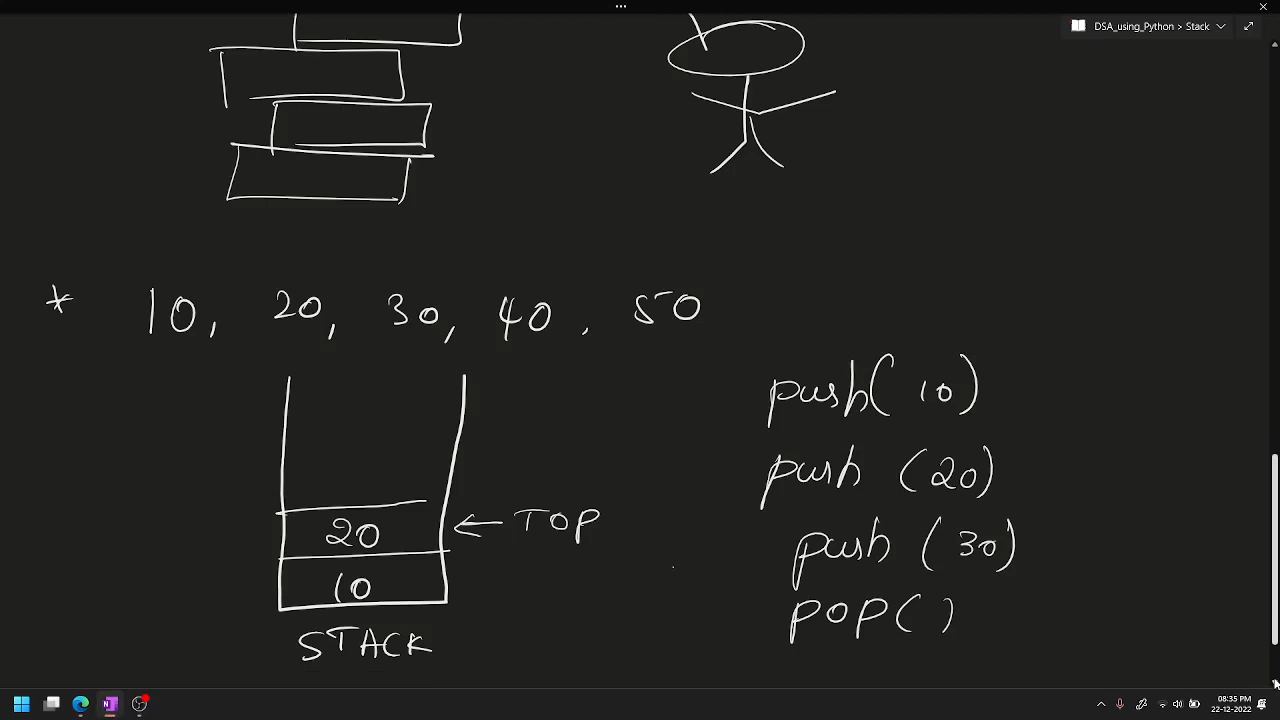 DSA_using_Python > Stack
* 10, 20, 30, 40, 50
push( 10 )
push (20)
20 ← TOP
push ( 30 )
10
pop( )
STACK
08:35 PM
22-12-2022